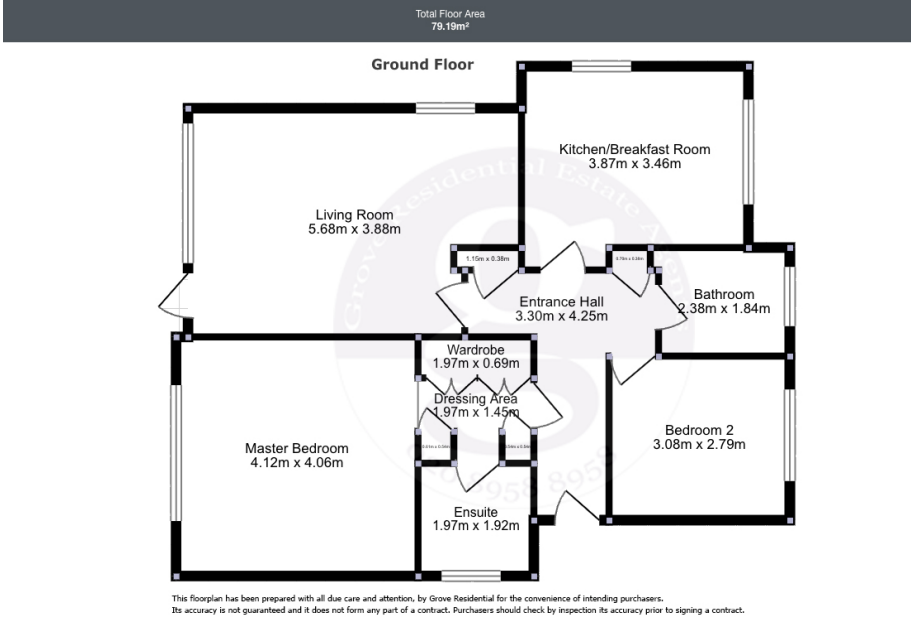 Total Floor Area
79.19m²
Ground Floor
Kitchen/Breakfast Room
3.87m x 3.46m
Living Room
5.68m x 3.88m
1.15m x 0.38m
Entrance Hall
3.30m x 4.25m
Bathroom
2.38m x 1.84m
Wardrobe
1.97m x 0.69m
Dressing Area
1.97m x 1.45m
Master Bedroom
4.12m x 4.06m
Bedroom 2
3.08m x 2.79m
Ensuite
1.97m x 1.92m
Grove Residential Estate
8958 8958
This floorplan has been prepared with all due care and attention, by Grove Residential for the convenience of intending purchasers.
Its accuracy is not guaranteed and it does not form any part of a contract. Purchasers should check by inspection its accuracy prior to signing a contract.